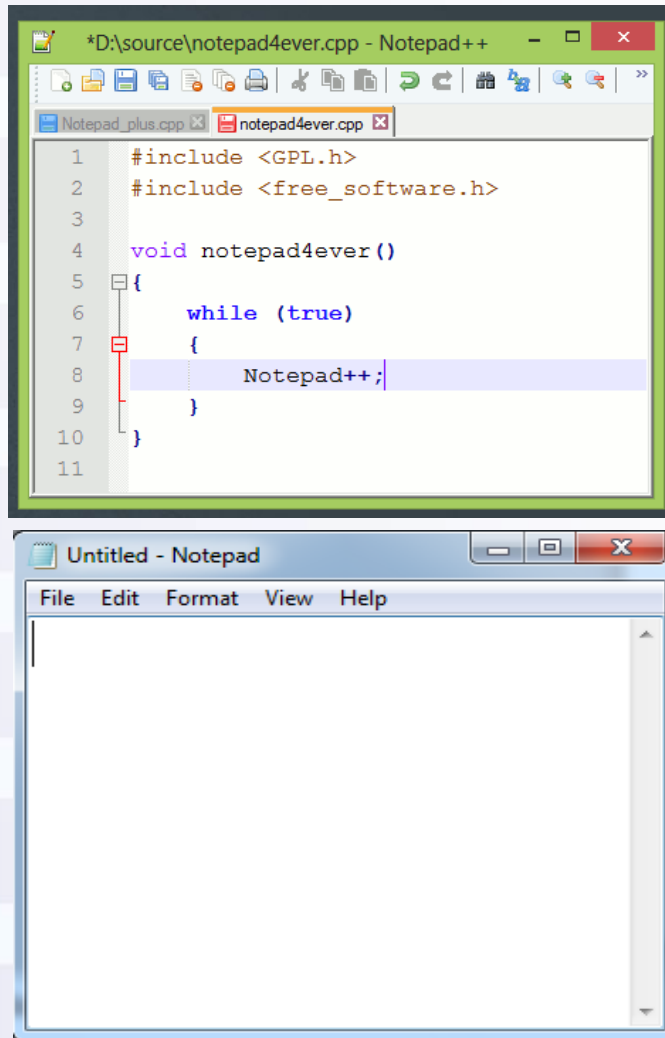 *D:\source\notepad4ever.cpp - Notepad++
Notepad_plus.cpp notepad4ever.cpp
1 #include <GPL.h>
2 #include <free_software.h>
3
4 void notepad4ever()
5 {
6 while (true)
7 {
8 Notepad++;
9 }
10 }
11
Untitled - Notepad
File Edit Format View Help